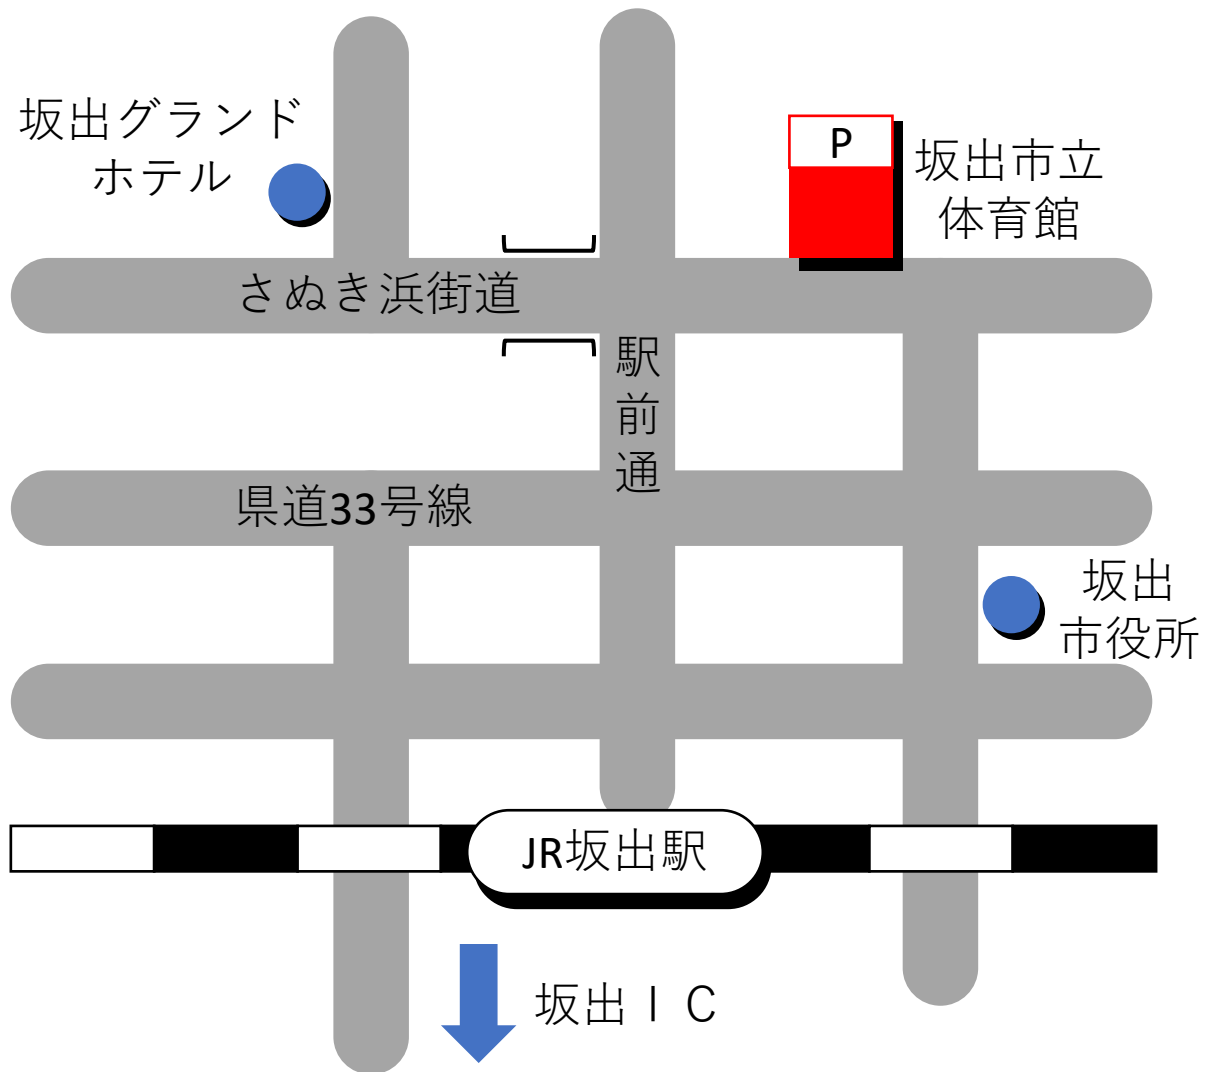 坂出グランド
ホテル
P
坂出市立
体育館
さぬき浜街道
駅前通
県道33号線
坂出
市役所
JR坂出駅
坂出ＩＣ